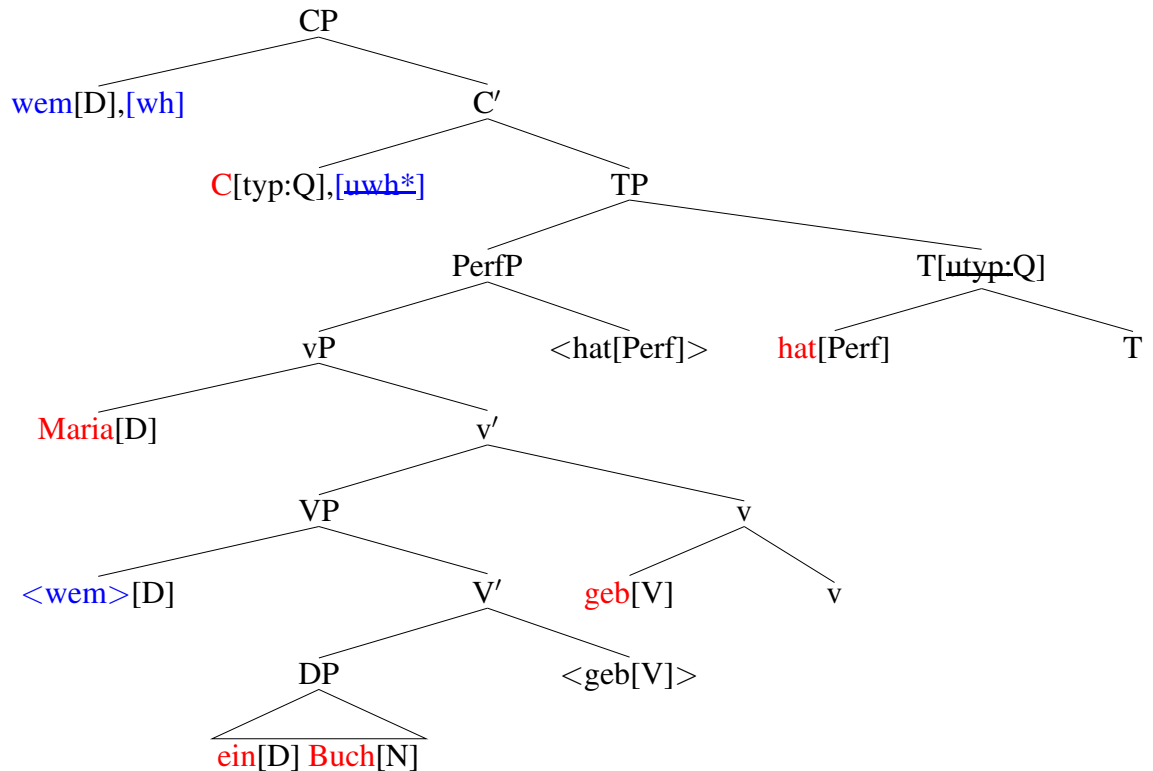 CP
wem[D],[wh]
C′
C[typ:Q],[uwh*]
TP
PerfP
T[utyp:Q]
vP
<hat[Perf]>
hat[Perf]
T
Maria[D]
v′
VP
v
<wem>[D]
V′
geb[V]
v
DP
<geb[V]>
ein[D] Buch[N]